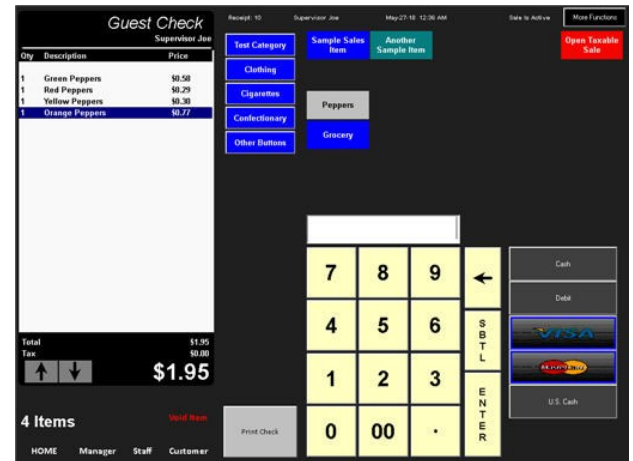 Guest Check
Supervisor Joe
Qty Description Price
1 Green Peppers $0.58
1 Red Peppers $0.29
1 Yellow Peppers $0.30
1 Orange Peppers $0.77
Total $1.95
Tax $0.00
$1.95
4 Items
Void Item
HOME Manager Staff Customer
Receipt: 10 Supervisor Joe May-27-18 12:36 AM Sale Is Active More Functions
Test Category
Clothing
Cigarettes
Confectionary
Other Buttons
Sample Sales
Item
Another
Sample Item
Open Taxable
Sale
Peppers
Grocery
7 8 9
4 5 6 SBTL
1 2 3
0 00 . ENTER
Print Check
Cash
Debit
VISA
MasterCard
U.S. Cash